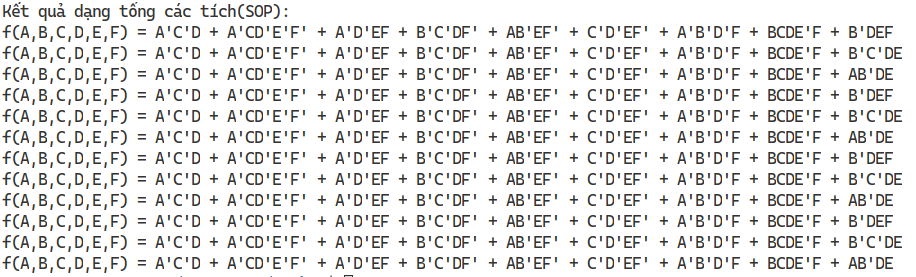 Kết quả dạng tổng các tích(SOP):
f(A,B,C,D,E,F) = A'C'D + A'CD'E'F' + A'D'EF + B'C'DF' + AB'EF' + C'D'EF' + A'B'D'F + BCDE'F + B'DEF
f(A,B,C,D,E,F) = A'C'D + A'CD'E'F' + A'D'EF + B'C'DF' + AB'EF' + C'D'EF' + A'B'D'F + BCDE'F + B'C'DE
f(A,B,C,D,E,F) = A'C'D + A'CD'E'F' + A'D'EF + B'C'DF' + AB'EF' + C'D'EF' + A'B'D'F + BCDE'F + AB'DE
f(A,B,C,D,E,F) = A'C'D + A'CD'E'F' + A'D'EF + B'C'DF' + AB'EF' + C'D'EF' + A'B'D'F + BCDE'F + B'DEF
f(A,B,C,D,E,F) = A'C'D + A'CD'E'F' + A'D'EF + B'C'DF' + AB'EF' + C'D'EF' + A'B'D'F + BCDE'F + B'C'DE
f(A,B,C,D,E,F) = A'C'D + A'CD'E'F' + A'D'EF + B'C'DF' + AB'EF' + C'D'EF' + A'B'D'F + BCDE'F + AB'DE
f(A,B,C,D,E,F) = A'C'D + A'CD'E'F' + A'D'EF + B'C'DF' + AB'EF' + C'D'EF' + A'B'D'F + BCDE'F + B'DEF
f(A,B,C,D,E,F) = A'C'D + A'CD'E'F' + A'D'EF + B'C'DF' + AB'EF' + C'D'EF' + A'B'D'F + BCDE'F + B'C'DE
f(A,B,C,D,E,F) = A'C'D + A'CD'E'F' + A'D'EF + B'C'DF' + AB'EF' + C'D'EF' + A'B'D'F + BCDE'F + AB'DE
f(A,B,C,D,E,F) = A'C'D + A'CD'E'F' + A'D'EF + B'C'DF' + AB'EF' + C'D'EF' + A'B'D'F + BCDE'F + B'DEF
f(A,B,C,D,E,F) = A'C'D + A'CD'E'F' + A'D'EF + B'C'DF' + AB'EF' + C'D'EF' + A'B'D'F + BCDE'F + B'C'DE
f(A,B,C,D,E,F) = A'C'D + A'CD'E'F' + A'D'EF + B'C'DF' + AB'EF' + C'D'EF' + A'B'D'F + BCDE'F + AB'DE